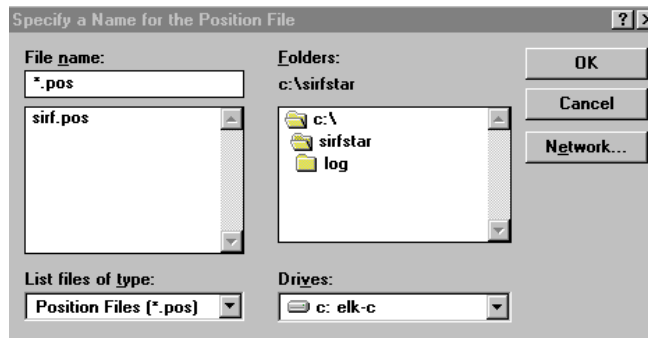 Specify a Name for the Position File
File name:
*.pos
sirf.pos
List files of type:
Position Files (*.pos)
Folders:
c:\sirfstar
c:\
sirfstar
log
Drives:
c: elk-c
OK
Cancel
Network...